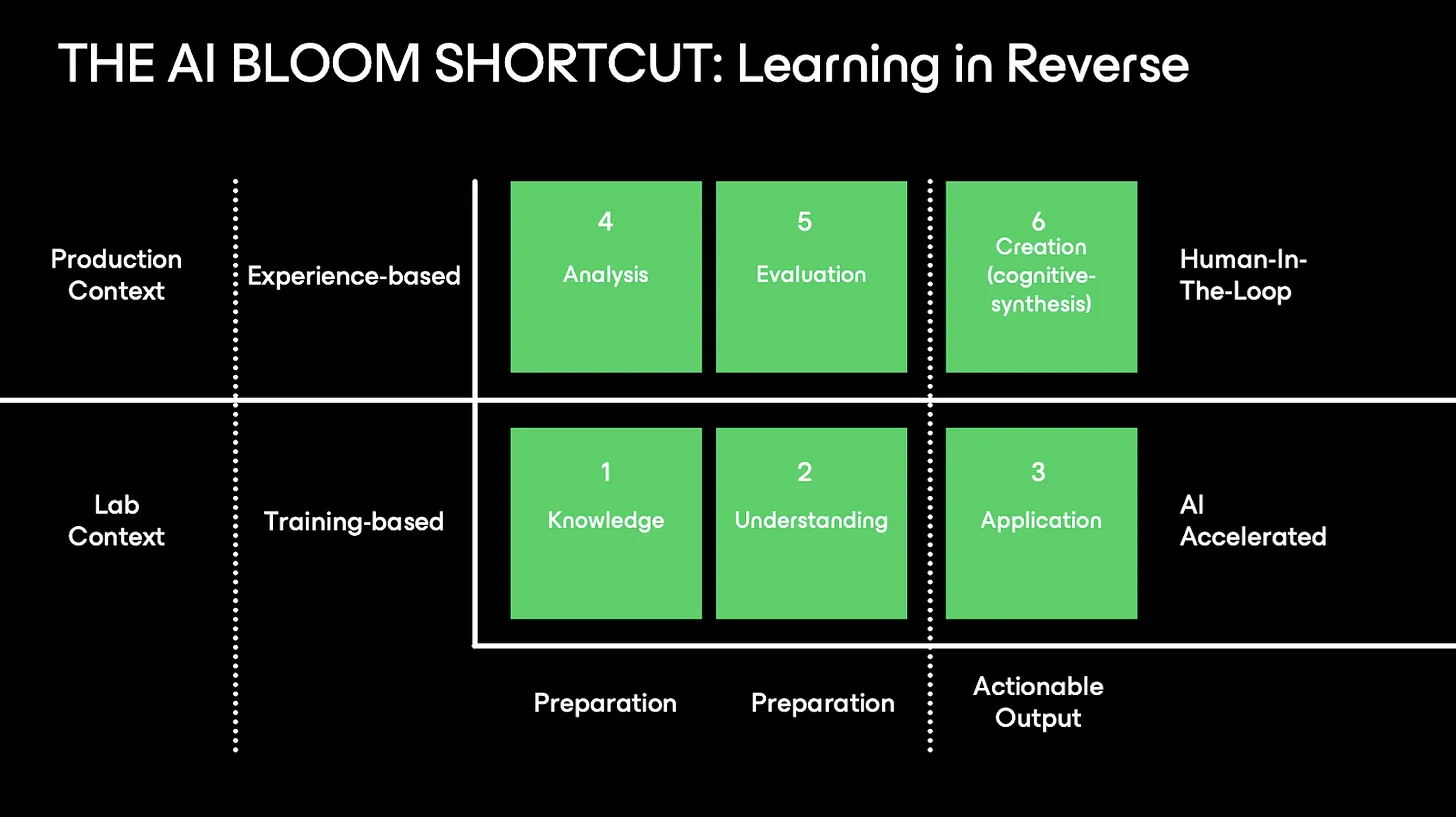 THE AI BLOOM SHORTCUT: Learning in Reverse
Production
Context
Experience-based
4
Analysis
5
Evaluation
6
Creation
(cognitive-
synthesis)
Human-In-
The-Loop
Lab
Context
Training-based
1
Knowledge
2
Understanding
3
Application
AI
Accelerated
Preparation
Preparation
Actionable
Output